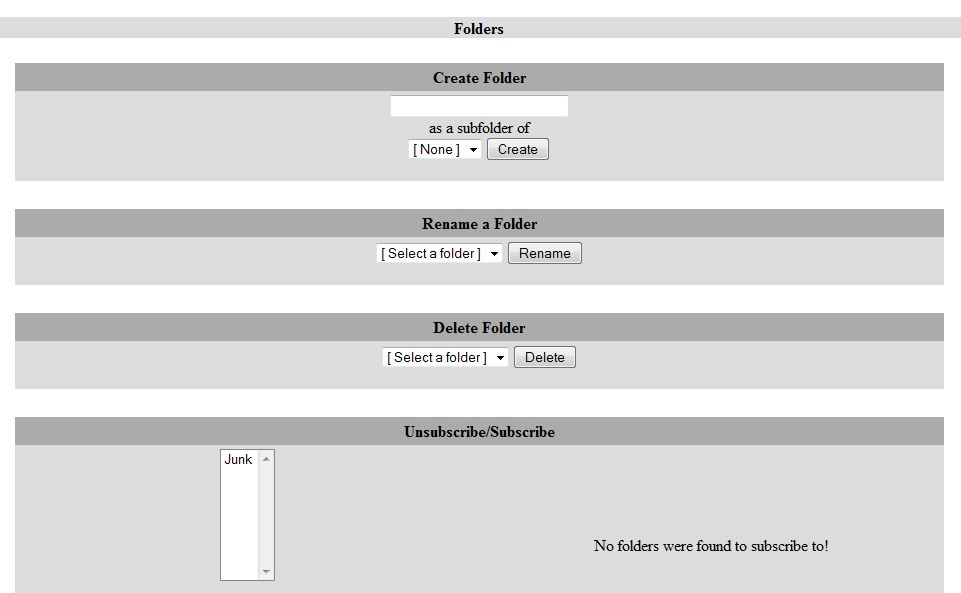 Folders
Create Folder
as a subfolder of
[ None ] Create
Rename a Folder
[ Select a folder ] Rename
Delete Folder
[ Select a folder ] Delete
Unsubscribe/Subscribe
Junk
No folders were found to subscribe to!